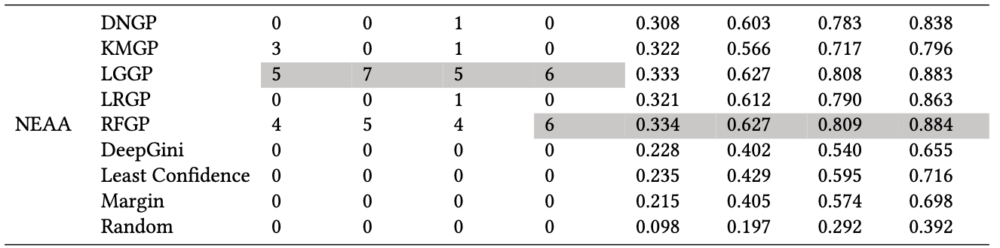 DNGP 0 0 1 0 0.308 0.603 0.783 0.838
KMGP 3 0 1 0 0.322 0.566 0.717 0.796
LGGP 5 7 5 6 0.333 0.627 0.808 0.883
LRGP 0 0 1 0 0.321 0.612 0.790 0.863
NEAA RFGP 4 5 4 6 0.334 0.627 0.809 0.884
DeepGini 0 0 0 0 0.228 0.402 0.540 0.655
Least Confidence 0 0 0 0 0.235 0.429 0.595 0.716
Margin 0 0 0 0 0.215 0.405 0.574 0.698
Random 0 0 0 0 0.098 0.197 0.292 0.392